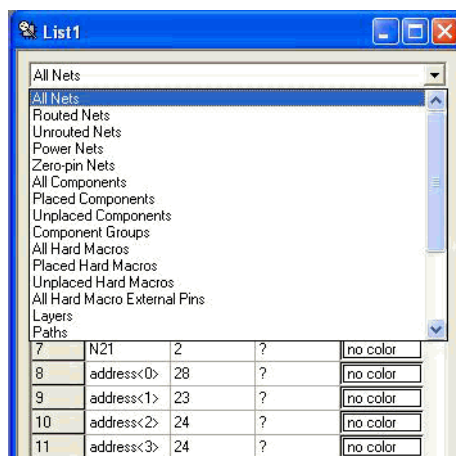 List1
All Nets
All Nets
Routed Nets
Unrouted Nets
Power Nets
Zero-pin Nets
All Components
Placed Components
Unplaced Components
Component Groups
All Hard Macros
Placed Hard Macros
Unplaced Hard Macros
All Hard Macro External Pins
Layers
Paths
7 N21 2 ? no color
8 address<0> 28 ? no color
9 address<1> 23 ? no color
10 address<2> 24 ? no color
11 address<3> 24 ? no color